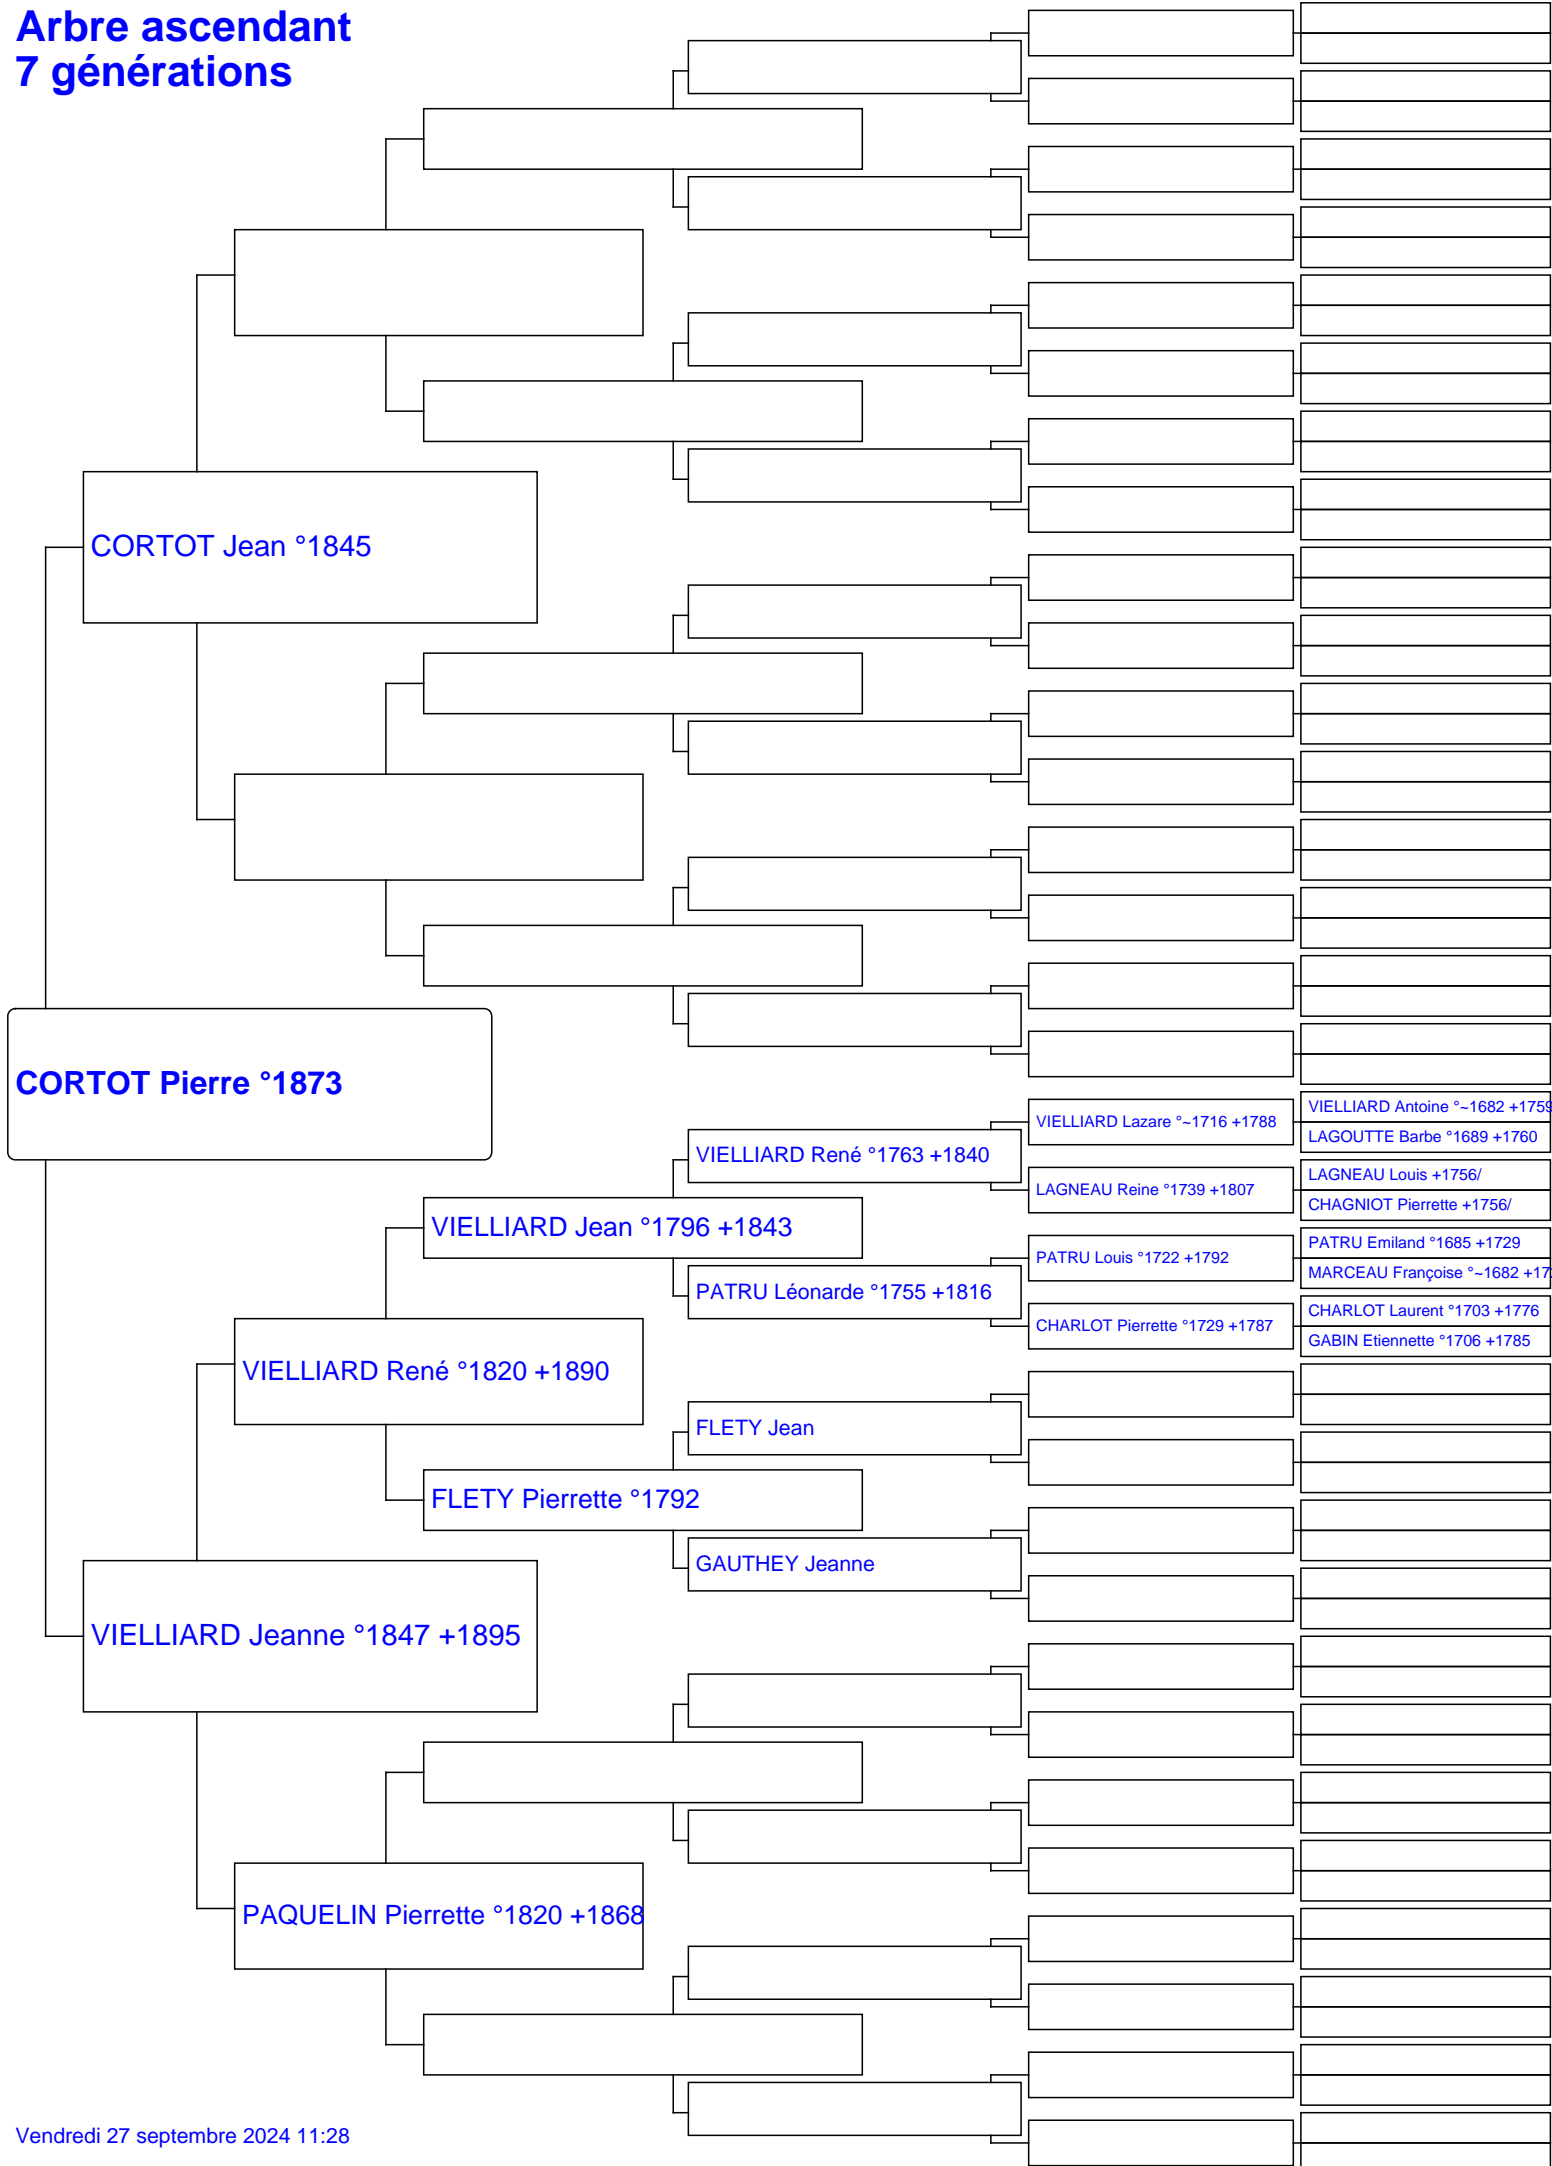 Arbre ascendant
7 générations
CORTOT Jean °1845
CORTOT Pierre °1873
VIELLIARD Antoine °~1682 +1759
VIELLIARD Lazare °~1716 +1788
LAGOUTTE Barbe °1689 +1760
VIELLIARD René °1763 +1840
LAGNEAU Louis +1756/
LAGNEAU Reine °1739 +1807
CHAGNIOT Pierrette +1756/
VIELLIARD Jean °1796 +1843
PATRU Emiland °1685 +1729
PATRU Louis °1722 +1792
MARCEAU Françoise °~1682
PATRU Léonarde °1755 +1816
CHARLOT Laurent °1703 +1776
CHARLOT Pierrette °1729 +1787
GABIN Etiennette °1706 +1785
VIELLIARD René °1820 +1890
FLETY Jean
FLETY Pierrette °1792
GAUTHEY Jeanne
VIELLIARD Jeanne °1847 +1895
PAQUELIN Pierrette °1820 +1868
Vendredi 27 septembre 2024 11:28